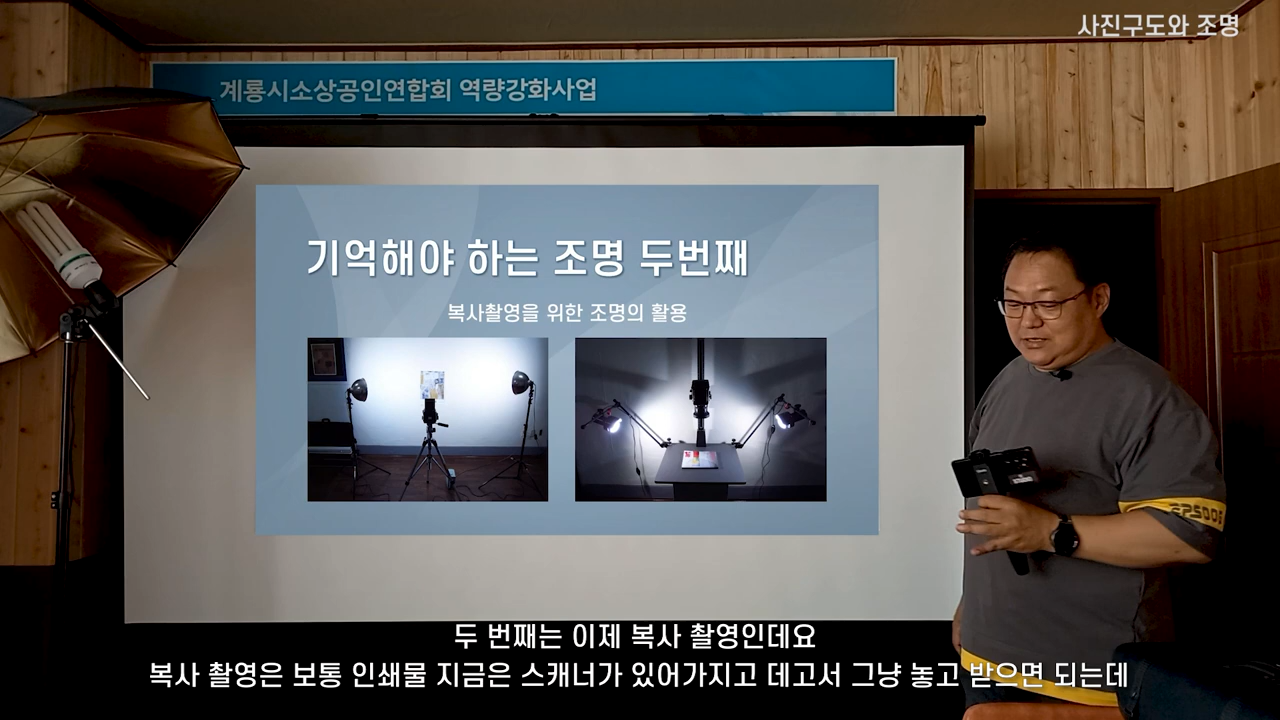 사진구도와 조명
계룡시소상공인연합회 역량강화사업
기억해야 하는 조명 두번째
복사촬영을 위한 조명의 활용
두 번째는 이제 복사 촬영인데요
복사 촬영은 보통 인쇄물 지금은 스캐너가 있어가지고 데고서 그냥 놓고 받으면 되는데